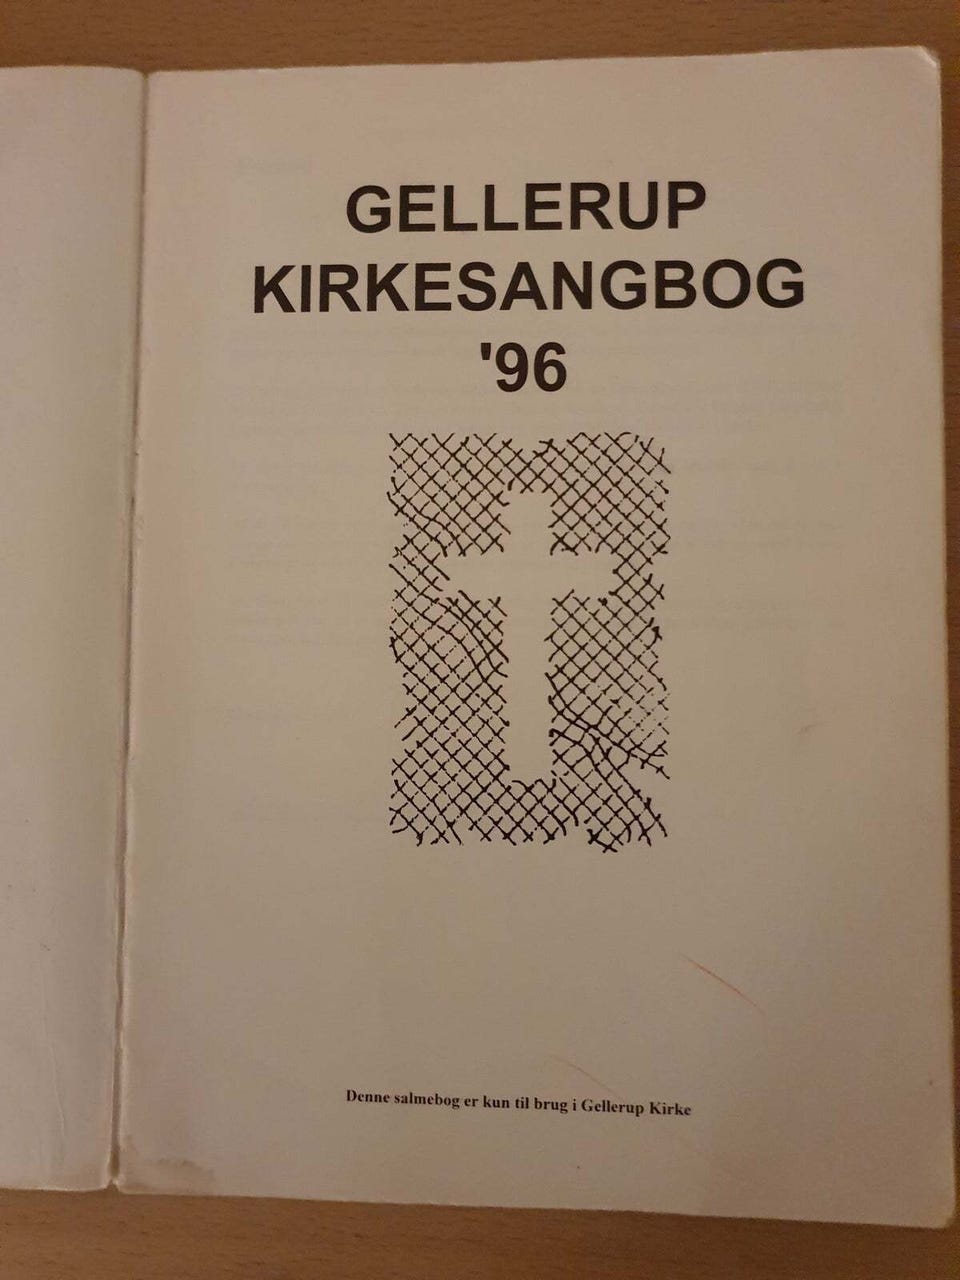 GELLERUP
KIRKESANGBOG
'96
Denne salmebog er kun til brug i Gellerup Kirke